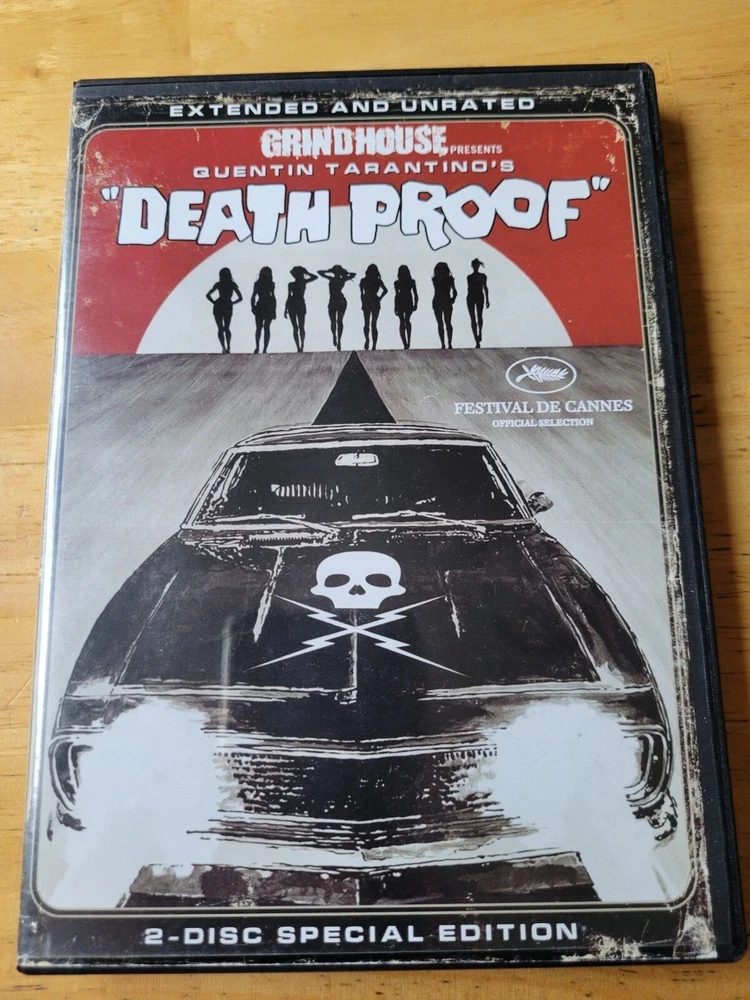 EXTENDED AND UNRATED
GRINDHOUSE PRESENTS
QUENTIN TARANTINO'S
"DEATH PROOF"
FESTIVAL DE CANNES
OFFICIAL SELECTION
2-DISC SPECIAL EDITION